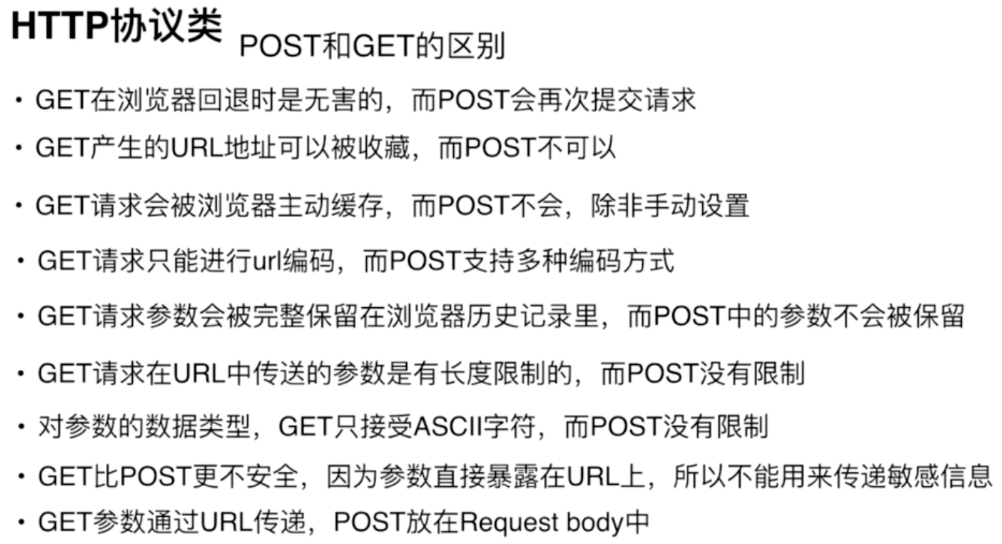 HTTP协议类
POST和GET的区别
・GET在浏览器回退时是无害的，而POST会再次提交请求
・GET产生的URL地址可以被收藏，而POST不可以
・GET请求会被浏览器主动缓存，而POST不会，除非手动设置
・GET请求只能进行url编码，而POST支持多种编码方式
・GET请求参数会被完整保留在浏览器历史记录里，而POST中的参数不会被保留
・GET请求在URL中传送的参数是有长度限制的，而POST没有限制
・对参数的数据类型，GET只接受ASCII字符，而POST没有限制
・GET比POST更不安全，因为参数直接暴露在URL上，所以不能用来传递敏感信息
・GET参数通过URL传递，POST放在Request body中